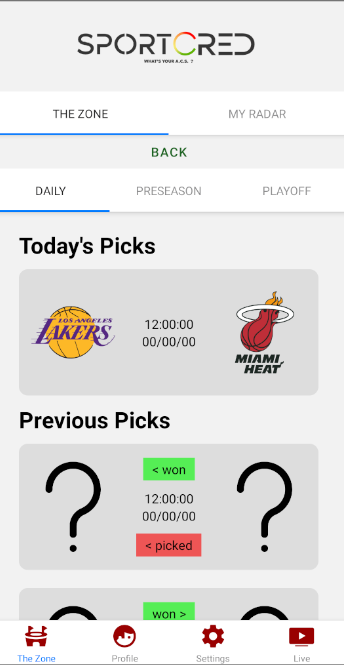 SPORTCRED
WHAT'S YOUR A.C.S. ?
THE ZONE
MY RADAR
BACK
DAILY
PRESEASON
PLAYOFF
Today's Picks
LOS ANGELES
LAKERS
12:00:00
00/00/00
MIAMI
HEAT
Previous Picks
?
< won
12:00:00
00/00/00
< picked
?
won >
The Zone
Profile
Settings
Live